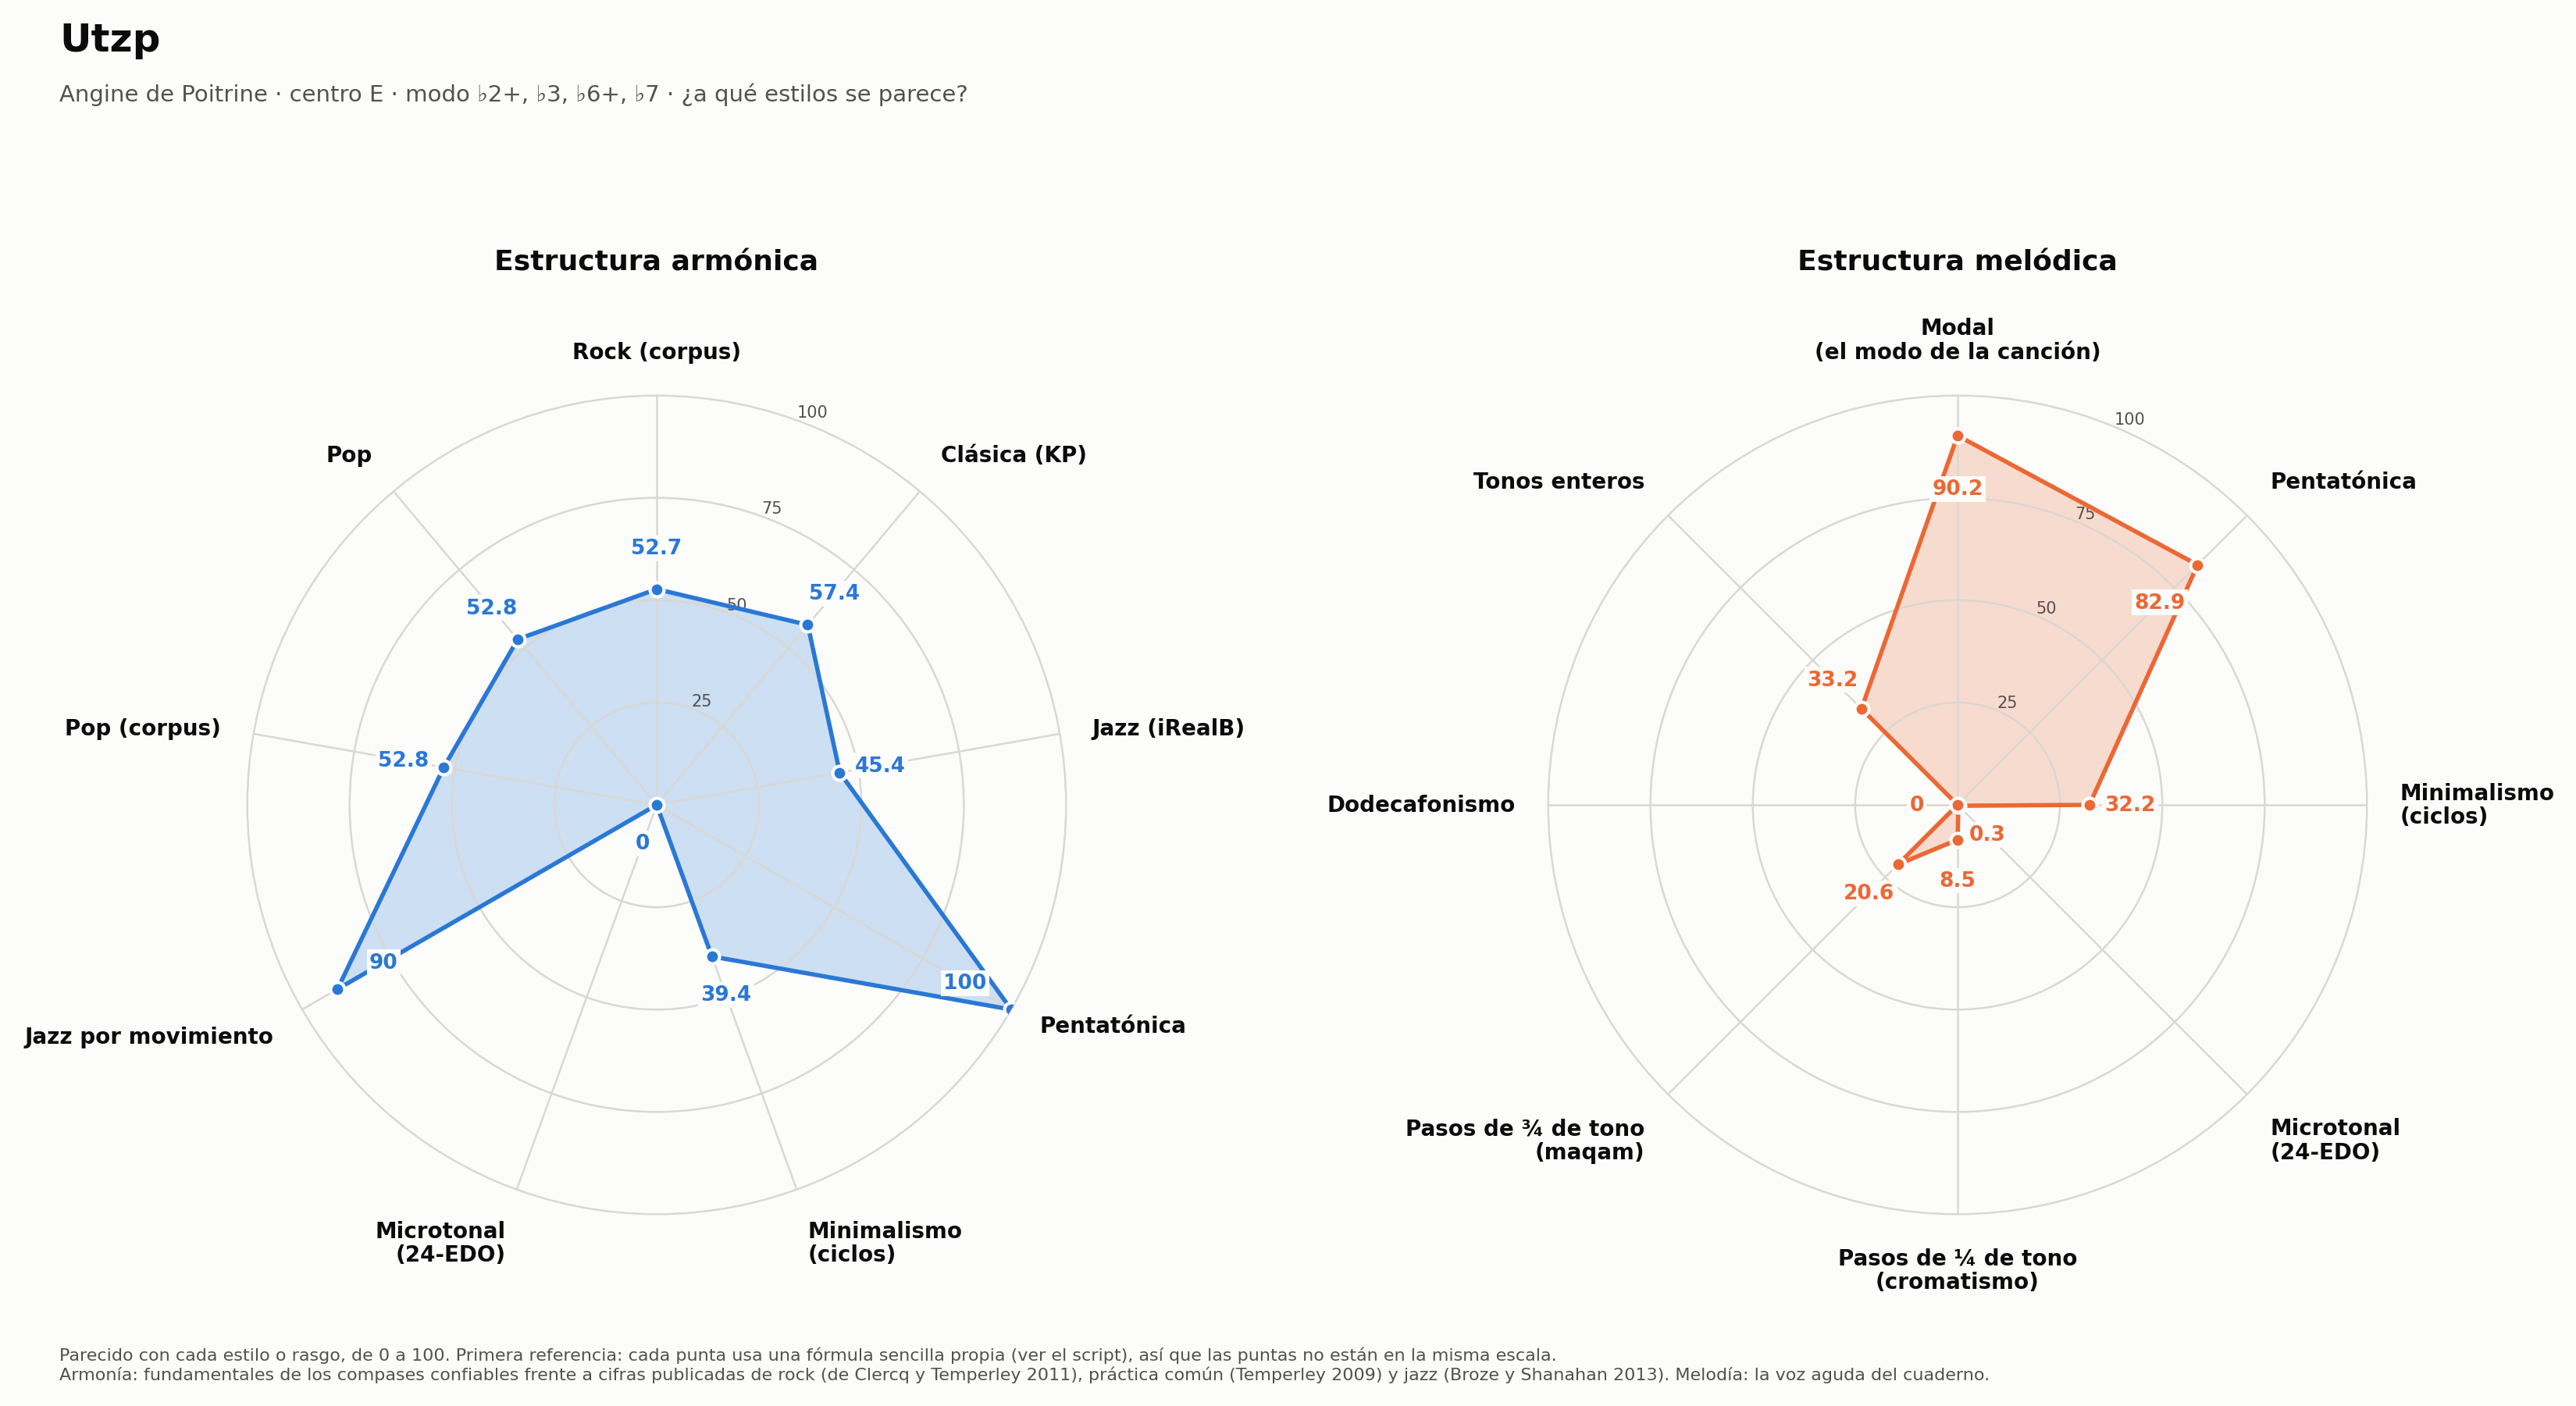 Utzp
Angine de Poitrine · centro E · modo ♭2+, ♭3, ♭6+, ♭7 · ¿a qué estilos se parece?
Estructura armónica
Rock (corpus)
Clásica (KP)
Jazz (iRealB)
Pentatónica
Minimalismo
(ciclos)
Microtonal
(24-EDO)
Jazz por movimiento
Pop (corpus)
Pop
100
75
50
25
52.7
57.4
45.4
100
39.4
0
90
52.8
52.8
Estructura melódica
Modal
(el modo de la canción)
Pentatónica
Minimalismo
(ciclos)
Microtonal
(24-EDO)
Pasos de ¼ de tono
(cromatismo)
Pasos de ¾ de tono
(maqam)
Dodecafonismo
Tonos enteros
100
75
50
25
90.2
82.9
32.2
0.3
8.5
20.6
0
33.2
Parecido con cada estilo o rasgo, de 0 a 100. Primera referencia: cada punta usa una fórmula sencilla propia (ver el script), así que las puntas no están en la misma escala.
Armonía: fundamentales de los compases confiables frente a cifras publicadas de rock (de Clercq y Temperley 2011), práctica común (Temperley 2009) y jazz (Broze y Shanahan 2013). Melodía: la voz aguda del cuaderno.